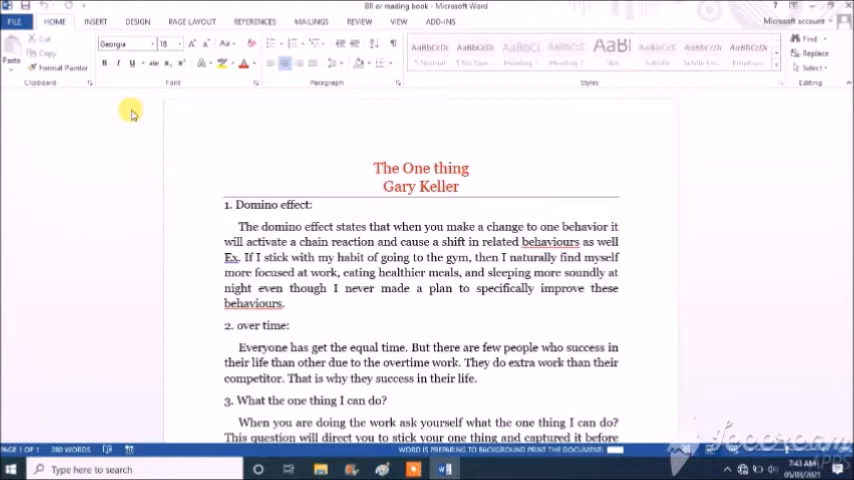 BR or reading book - Microsoft Word
FILE HOME INSERT DESIGN PAGE LAYOUT REFERENCES MAILINGS REVIEW VIEW ADD-INS Microsoft account
Cut
Copy
Format Painter
Paste
Georgia 18
AaBbCcDc AaBbCcDc AaBbCc AaBbCc AaBl AaBbCcD AaBbCcDc AaBbCcDc
Find
Replace
Select
Clipboard Font Paragraph Styles Editing
The One thing
Gary Keller
1. Domino effect:
The domino effect states that when you make a change to one behavior it
will activate a chain reaction and cause a shift in related behaviours as well
Ex. If I stick with my habit of going to the gym, then I naturally find myself
more focused at work, eating healthier meals, and sleeping more soundly at
night even though I never made a plan to specifically improve these
behaviours.
2. over time:
Everyone has get the equal time. But there are few people who success in
their life than other due to the overtime work. They do extra work than their
competitor. That is why they success in their life.
3. What the one thing I can do?
When you are doing the work ask yourself what the one thing I can do?
This question will direct you to stick your one thing and captured it before
PAGE 1 OF 1 280 WORDS WORD IS PREPARING TO BACKGROUND PRINT THE DOCUMENT:
Type here to search
7:43 AM
05/03/2021